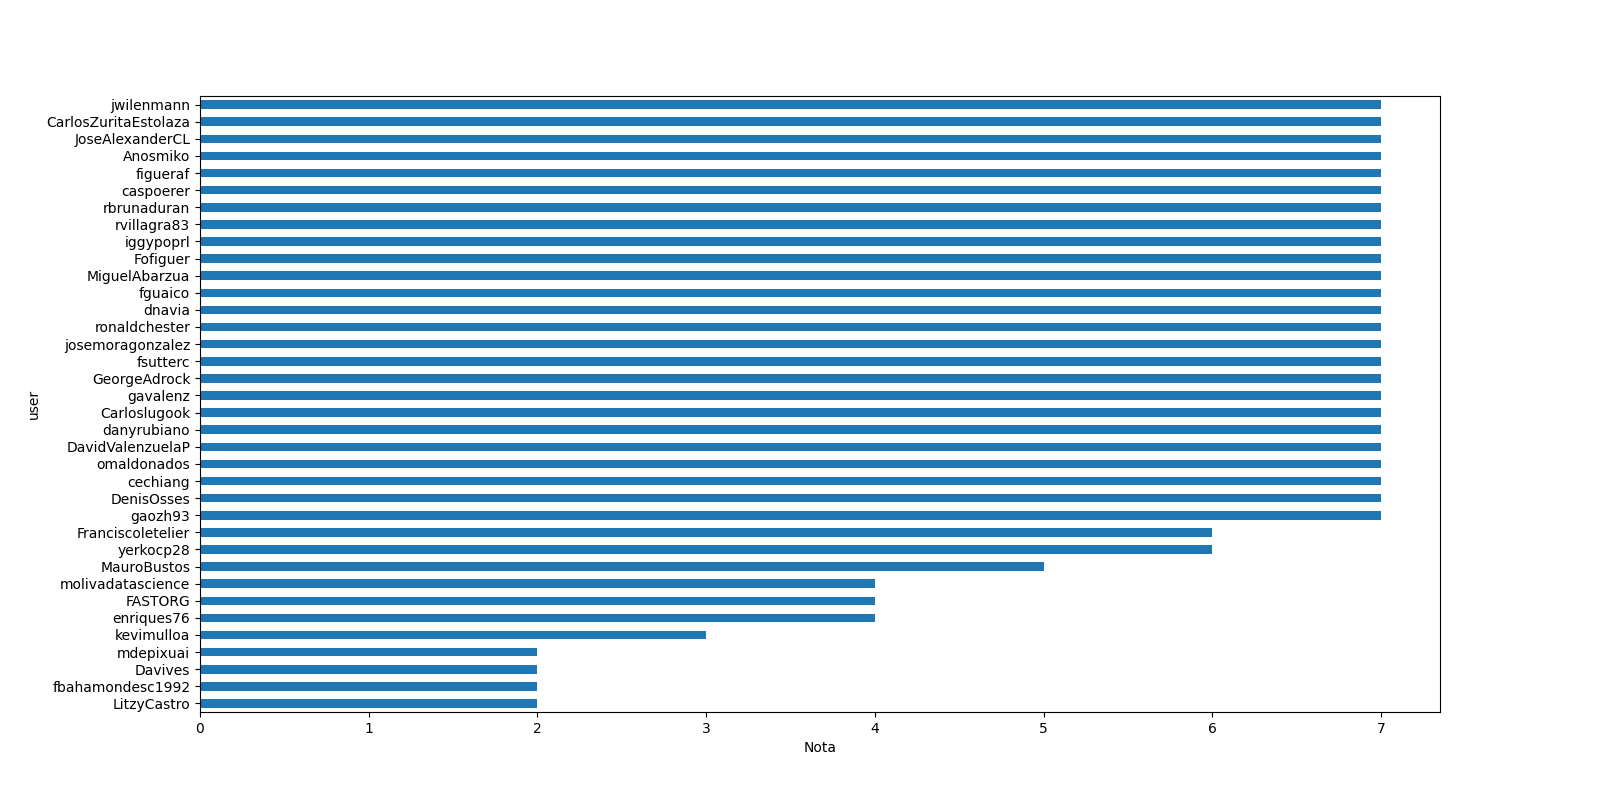 jwilenmann
CarlosZuritaEstolaza
JoseAlexanderCL
Anosmiko
figueraf
caspoerer
rbrunaduran
rvillagra83
iggypoprl
Fofiguer
MiguelAbarzua
fguaico
dnavia
ronaldchester
josemoragonzalez
fsutterc
GeorgeAdrock
gavalenz
Carloslugook
danyrubiano
DavidValenzuelaP
omaldonados
cechiang
DenisOsses
gaozh93
Franciscoletelier
yerkocp28
MauroBustos
molivadatascience
FASTORG
enriques76
kevimulloa
mdepixuai
Davives
fbahamondesc1992
LitzyCastro
user
0 1 2 3 4 5 6 7
Nota